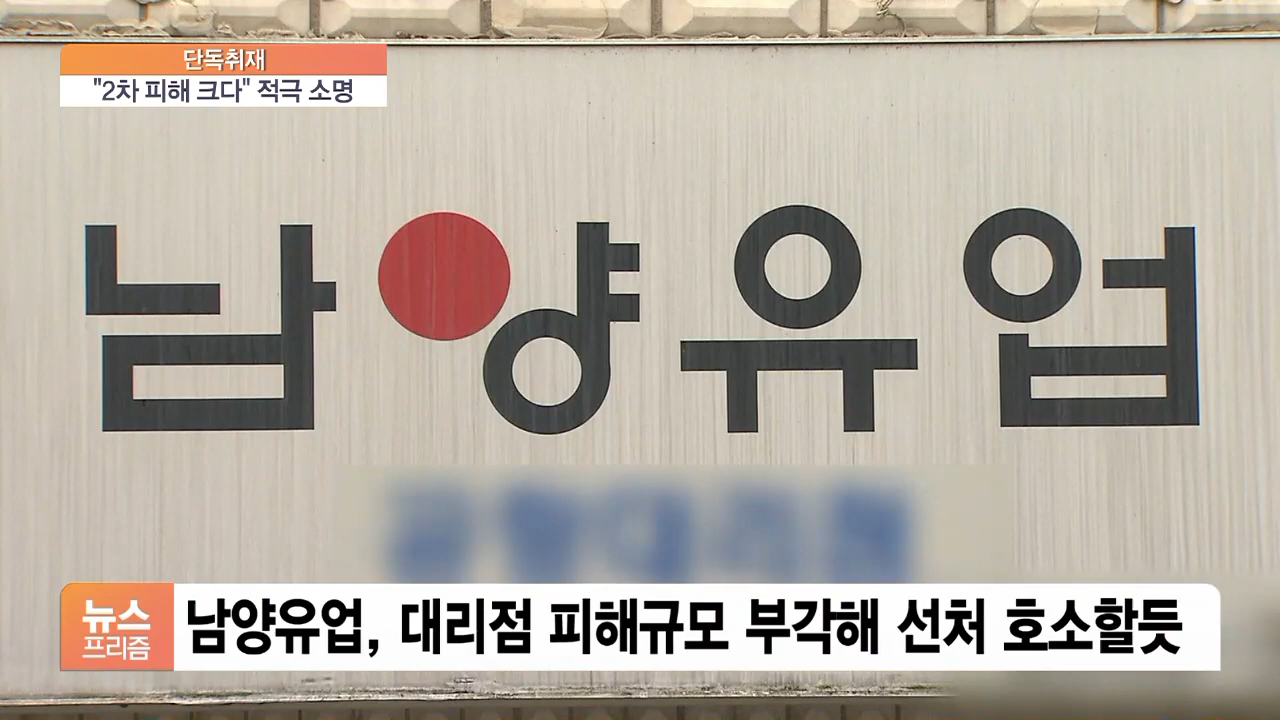 단독취재
"2차 피해 크다" 적극 소명
남양유업
뉴스
프리즘
남양유업, 대리점 피해규모 부각해 선처 호소할듯